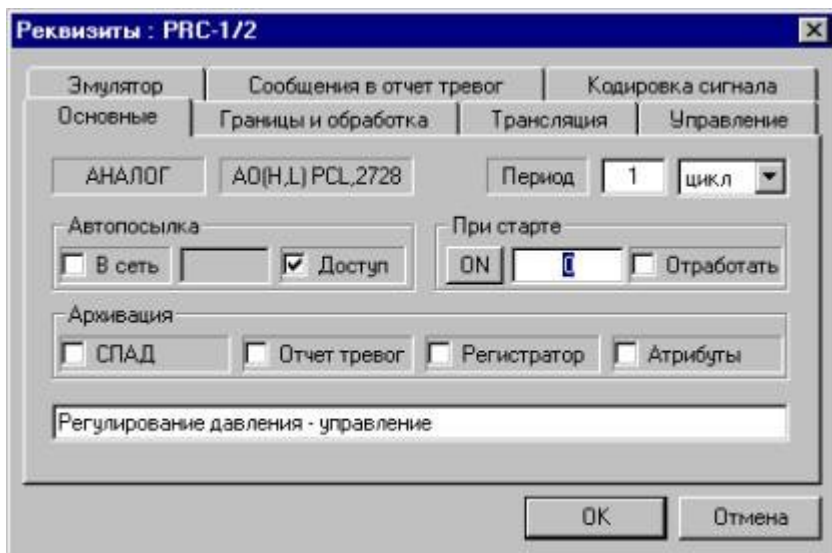 Реквизиты : PRC-1/2
Эмулятор Сообщения в отчет тревог Кодировка сигнала
Основные Границы и обработка Трансляция Управление
АНАЛОГ AO(H,L) PCL,2728 Период 1 цикл
Автопосылка При старте
В сеть Доступ ON 0 Отработать
Архивация
СПАД Отчет тревог Регистратор Атрибуты
Регулирование давления - управление
OK Отмена